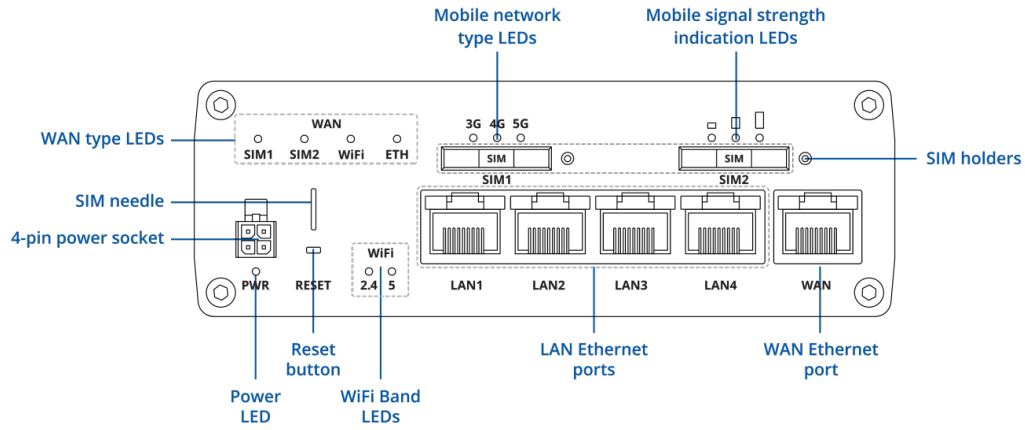 Mobile network
type LEDs
Mobile signal strength
indication LEDs
WAN type LEDs
WAN
SIM1 SIM2 WiFi ETH
3G 4G 5G
SIM
SIM1
SIM
SIM2
SIM holders
SIM needle
4-pin power socket
PWR
RESET
WiFi
2.4 5
LAN1 LAN2 LAN3 LAN4 WAN
Reset
button
LAN Ethernet
ports
WAN Ethernet
port
Power
LED
WiFi Band
LEDs